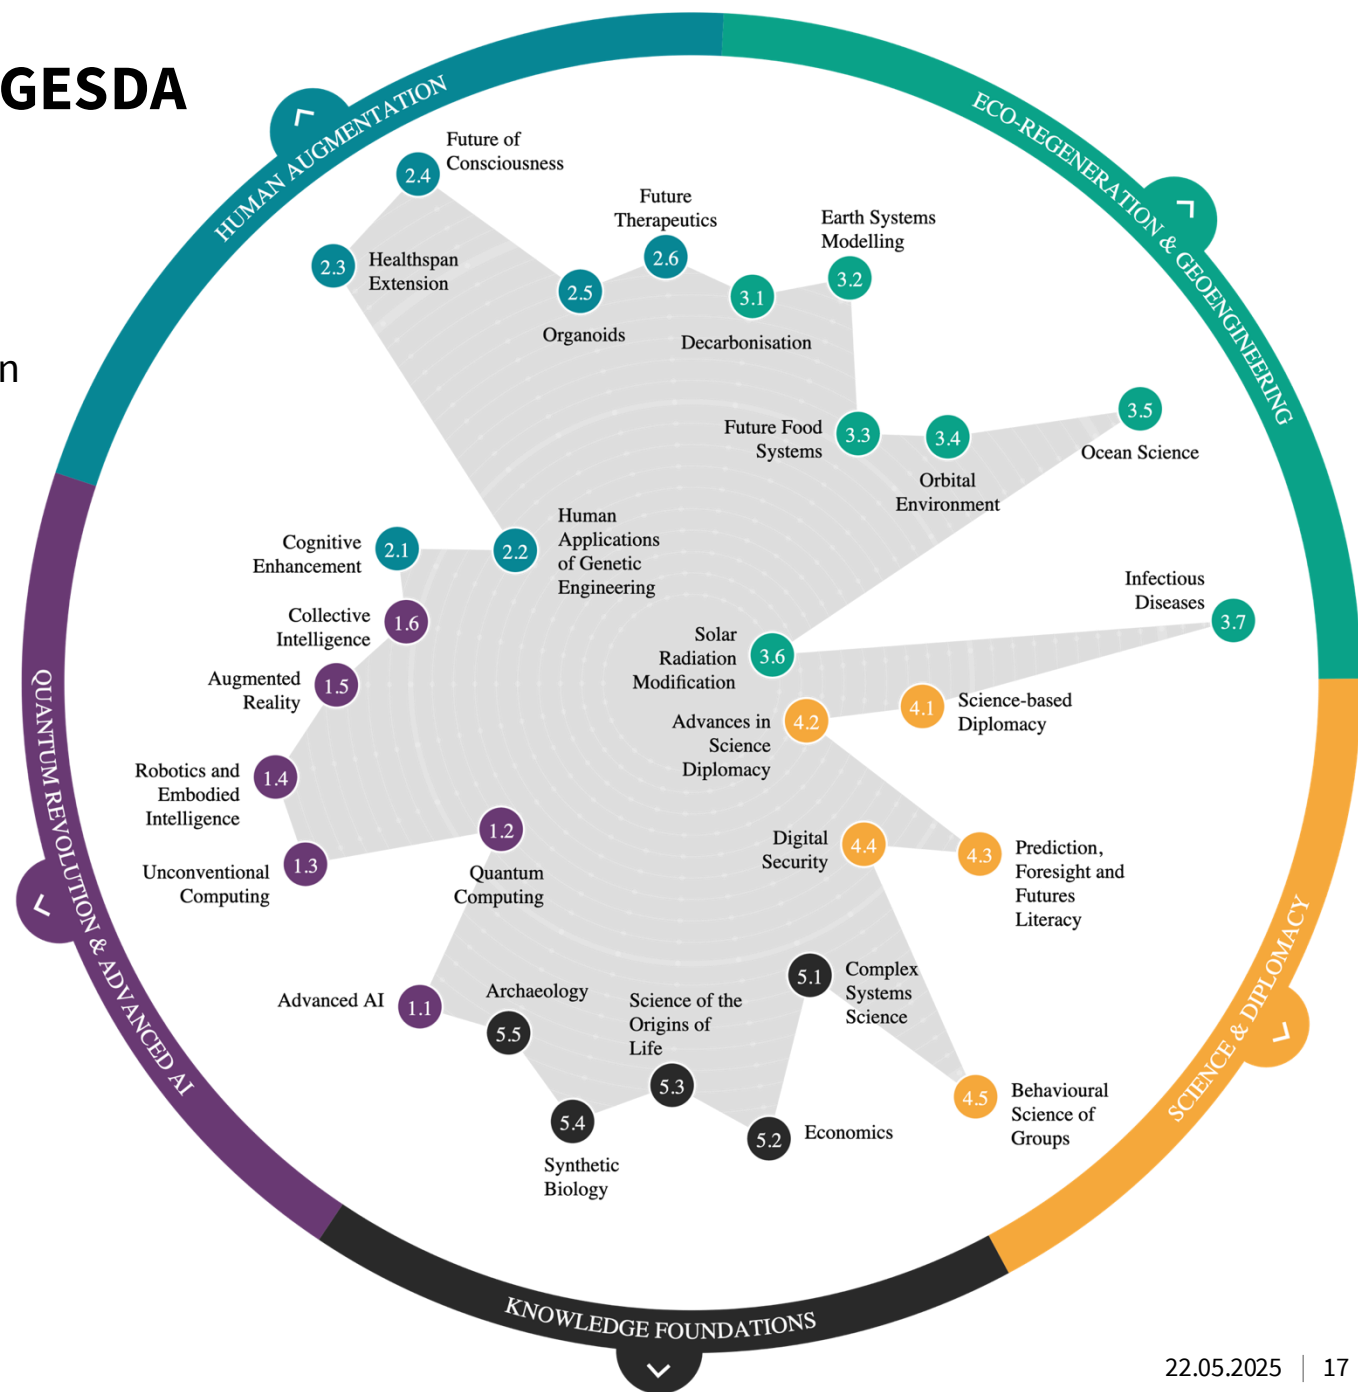 GESDA
n
HUMAN AUGMENTATION
ECO-REGENERATION & GEOENGINEERING
2.4
Future of
Consciousness
2.3
Healthspan
Extension
2.5
Organoids
Future
Therapeutics
2.6
3.1
Decarbonisation
Earth Systems
Modelling
3.2
Future Food
Systems
3.3
3.4
Orbital
Environment
3.5
Ocean Science
Cognitive
Enhancement
2.1
2.2
Human
Applications
of Genetic
Engineering
Collective
Intelligence
1.6
Augmented
Reality
1.5
Solar
Radiation
Modification
3.6
Infectious
Diseases
3.7
Advances in
Science
Diplomacy
4.2
4.1
Science-based
Diplomacy
Robotics and
Embodied
Intelligence
1.4
Unconventional
Computing
1.3
1.2
Quantum
Computing
Digital
Security
4.4
4.3
Prediction,
Foresight and
Futures
Literacy
Advanced AI
1.1
Archaeology
5.5
Science of the
Origins of
Life
5.3
5.1
Complex
Systems
Science
5.4
Synthetic
Biology
5.2
Economics
4.5
Behavioural
Science of
Groups
QUANTUM REVOLUTION & ADVANCED AI
SCIENCE & DIPLOMACY
KNOWLEDGE FOUNDATIONS
22.05.2025 | 17